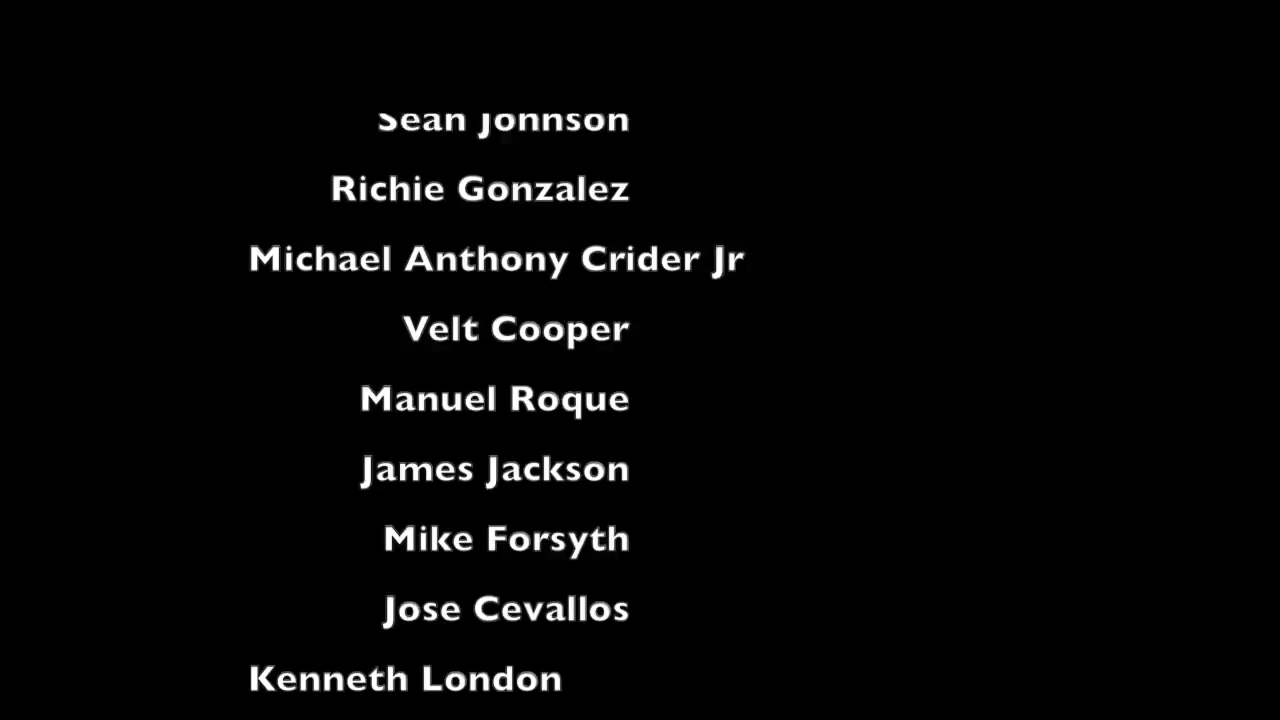 Sean Johnson
Richie Gonzalez
Michael Anthony Crider Jr
Velt Cooper
Manuel Roque
James Jackson
Mike Forsyth
Jose Cevallos
Kenneth London